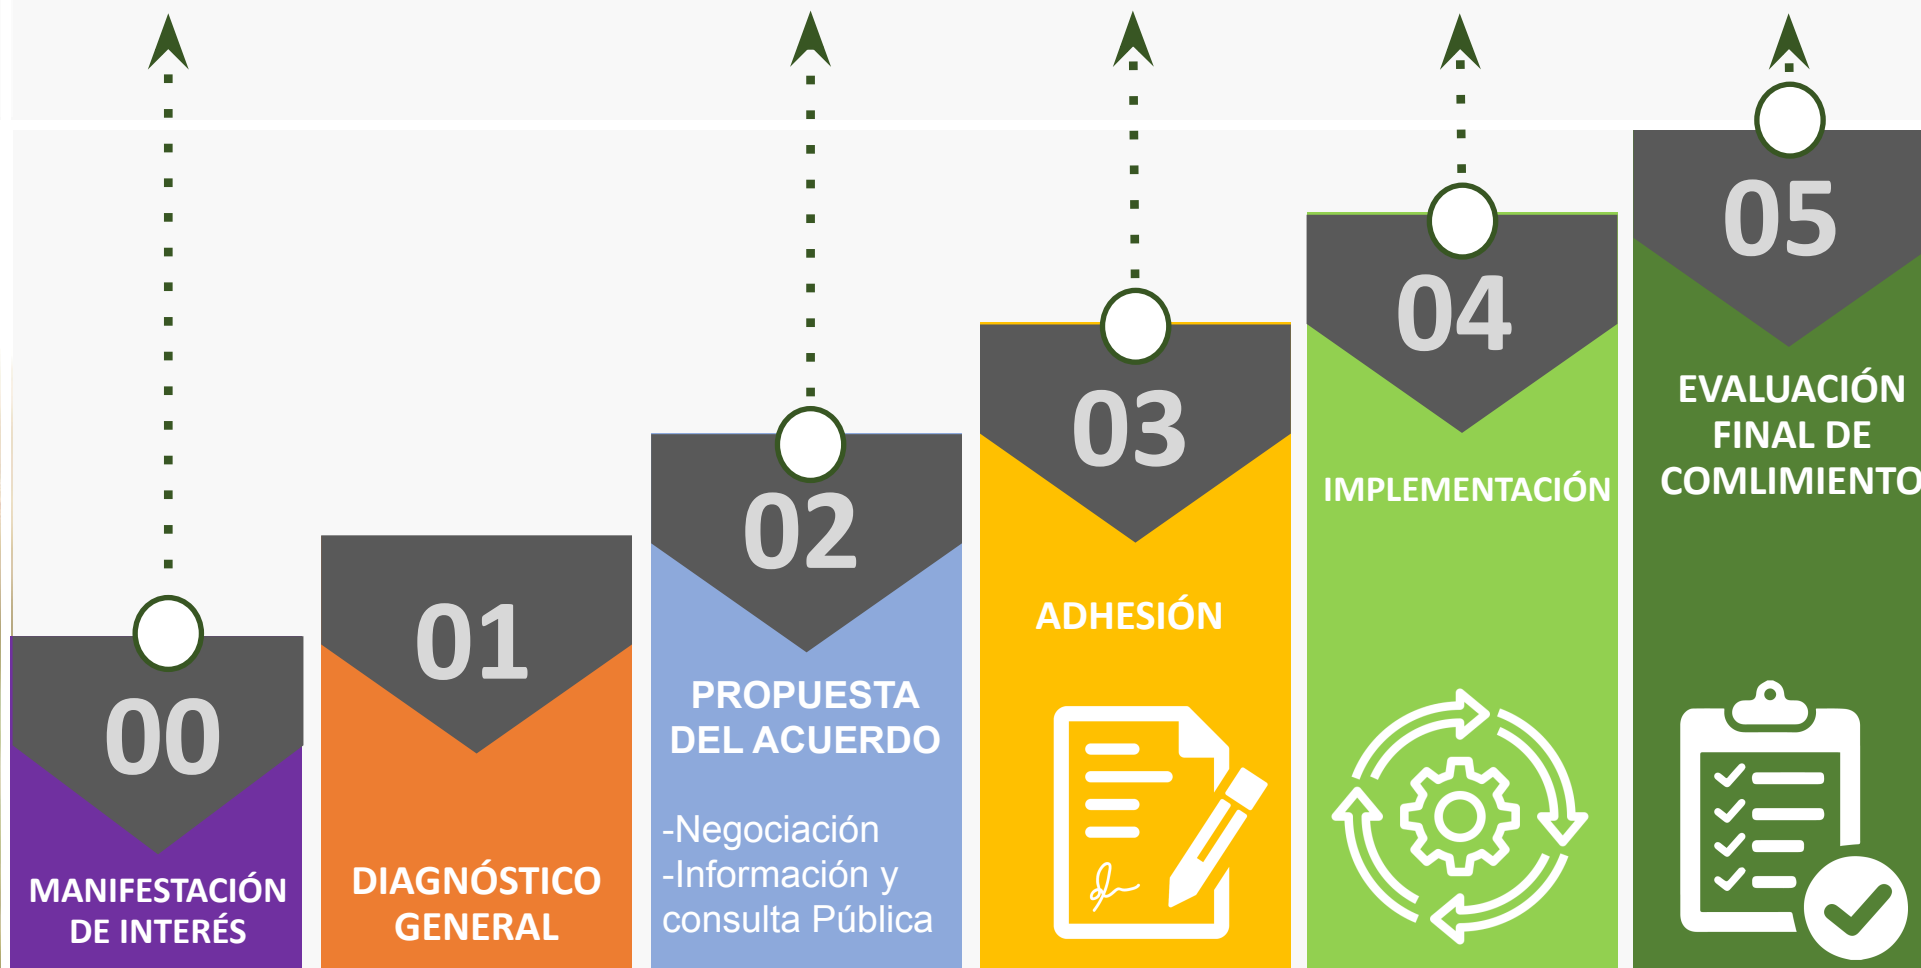 00
MANIFESTACIÓN
DE INTERÉS
01
DIAGNÓSTICO
GENERAL
02
PROPUESTA
DEL ACUERDO
-Negociación
-Información y
consulta Pública
03
ADHESIÓN
04
IMPLEMENTACIÓN
05
EVALUACIÓN
FINAL DE
COMLIMIENTO